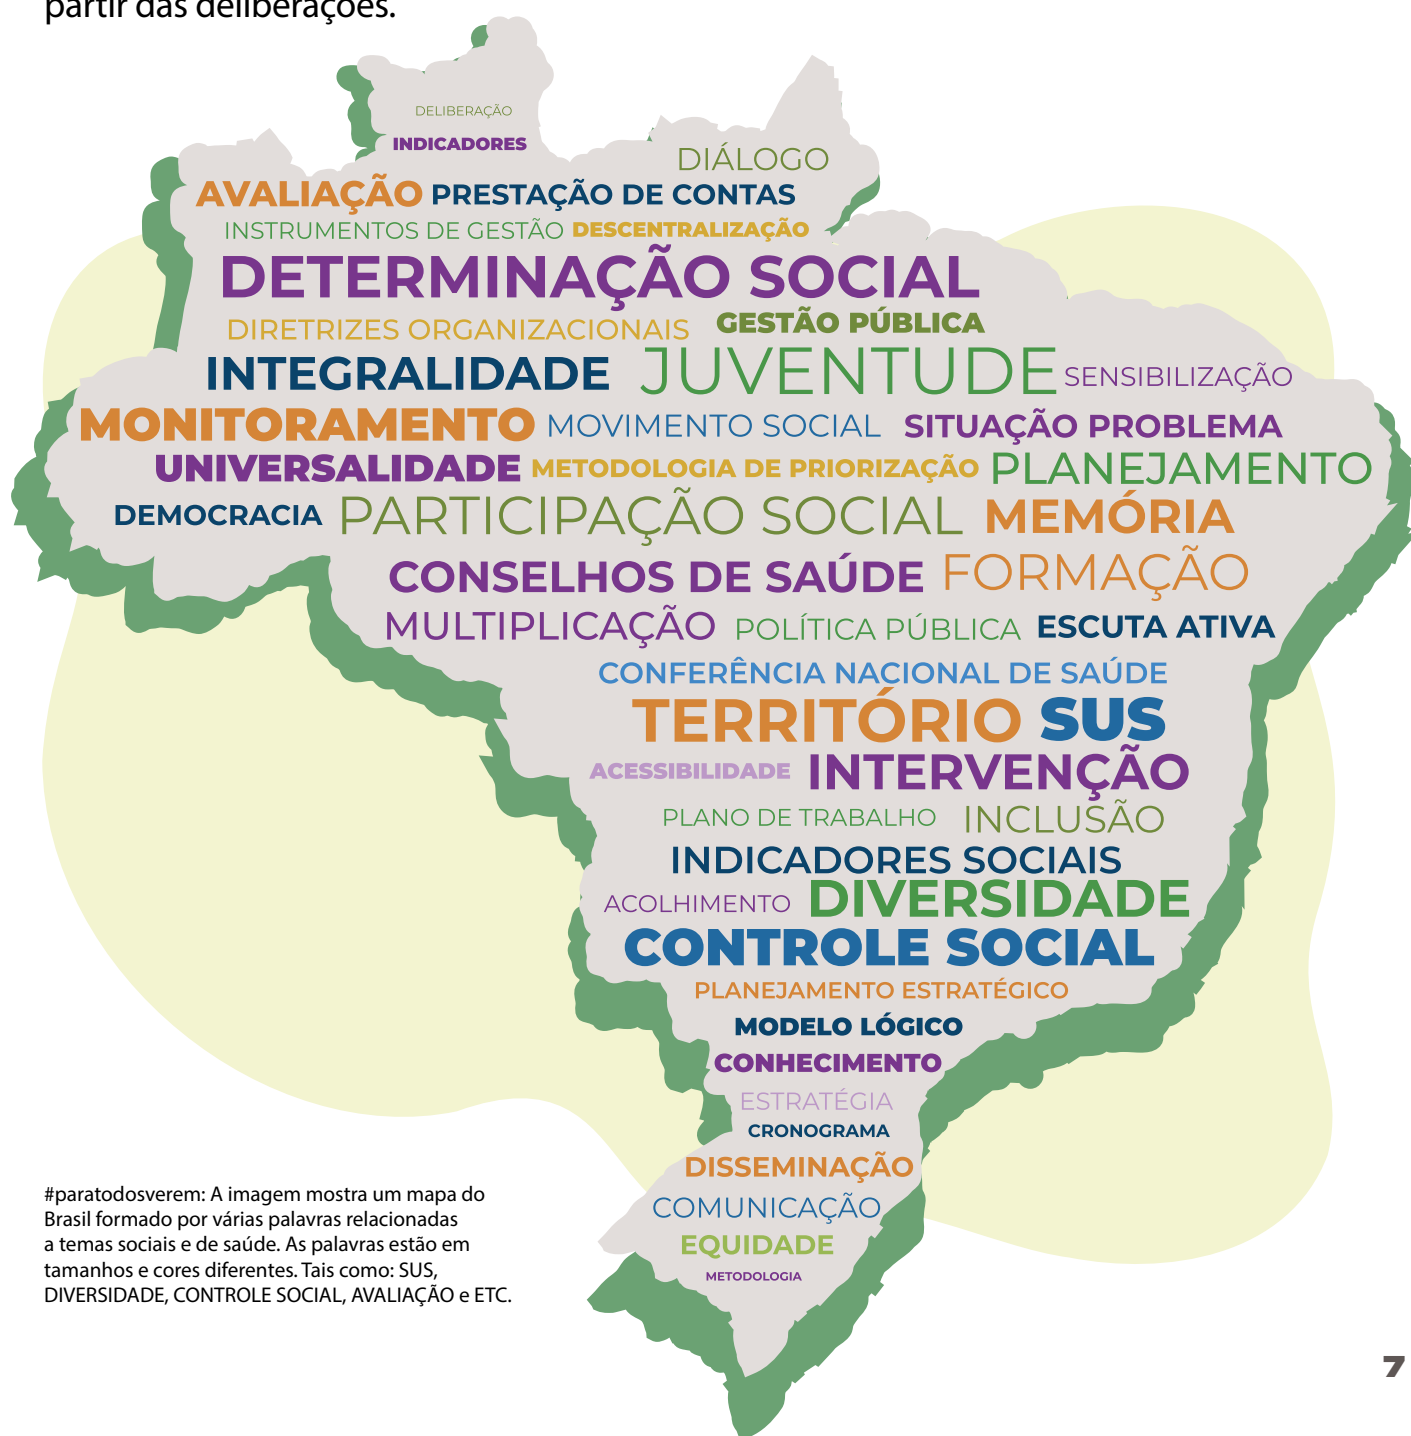 partir das deliberações.
DELIBERAÇÃO
INDICADORES
DIÁLOGO
AVALIAÇÃO PRESTAÇÃO DE CONTAS
INSTRUMENTOS DE GESTÃO DESCENTRALIZAÇÃO
DETERMINAÇÃO SOCIAL
DIRETRIZES ORGANIZACIONAIS GESTÃO PÚBLICA
INTEGRALIDADE JUVENTUDE SENSIBILIZAÇÃO
MONITORAMENTO MOVIMENTO SOCIAL SITUAÇÃO PROBLEMA
UNIVERSALIDADE METODOLOGIA DE PRIORIZAÇÃO PLANEJAMENTO
DEMOCRACIA PARTICIPAÇÃO SOCIAL MEMÓRIA
CONSELHOS DE SAÚDE FORMAÇÃO
MULTIPLICAÇÃO POLÍTICA PÚBLICA ESCUTA ATIVA
CONFERÊNCIA NACIONAL DE SAÚDE
TERRITÓRIO SUS
ACESSIBILIDADE INTERVENÇÃO
PLANO DE TRABALHO INCLUSÃO
INDICADORES SOCIAIS
ACOLHIMENTO DIVERSIDADE
CONTROLE SOCIAL
PLANEJAMENTO ESTRATÉGICO
MODELO LÓGICO
CONHECIMENTO
ESTRATÉGIA
CRONOGRAMA
DISSEMINAÇÃO
COMUNICAÇÃO
EQUIDADE
METODOLOGIA
#paratodosverem: A imagem mostra um mapa do
Brasil formado por várias palavras relacionadas
a temas sociais e de saúde. As palavras estão em
tamanhos e cores diferentes. Tais como: SUS,
DIVERSIDADE, CONTROLE SOCIAL, AVALIAÇÃO e ETC.
7